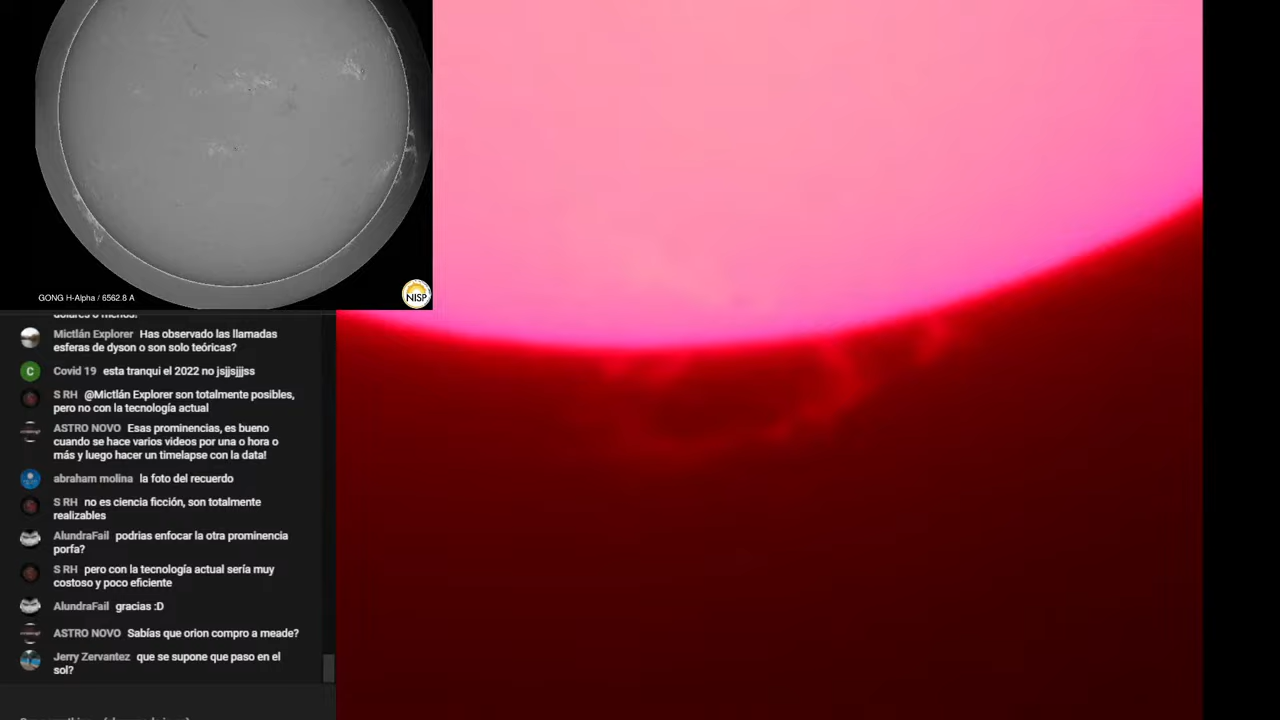 GONG H-Alpha / 6562.8 A
NISP
dólares o menos!
Mictlán Explorer Has observado las llamadas
esferas de dyson o son solo teóricas?
C
Covid 19 esta tranqui el 2022 no jsjjsjjjss
S RH @Mictlán Explorer son totalmente posibles,
pero no con la tecnología actual
ASTRO NOVO Esas prominencias, es bueno
cuando se hace varios videos por una o hora o
más y luego hacer un timelapse con la data!
abraham molina la foto del recuerdo
S RH no es ciencia ficción, son totalmente
realizables
AlundraFail podrias enfocar la otra prominencia
porfa?
S RH pero con la tecnología actual sería muy
costoso y poco eficiente
AlundraFail gracias :D
ASTRO NOVO Sabías que orion compro a meade?
Jerry Zervantez que se supone que paso en el
sol?